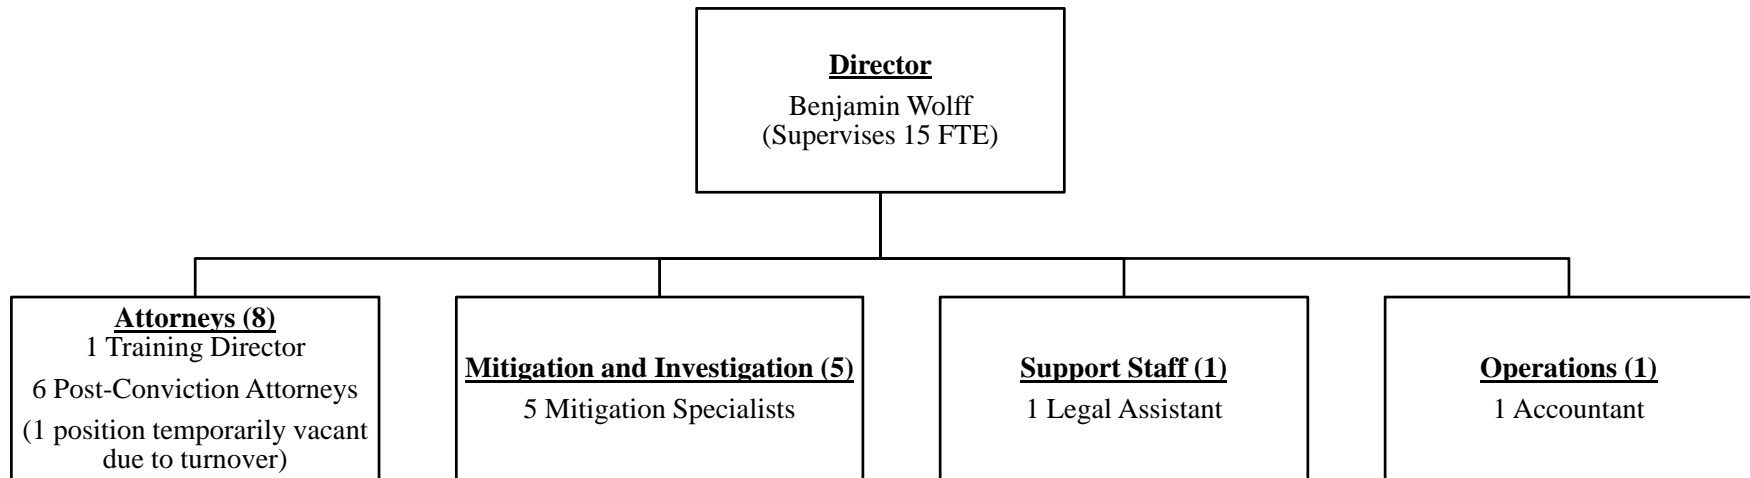 Director
Benjamin Wolff
(Supervises 15 FTE)
Attorneys (8)
1 Training Director
6 Post-Conviction Attorneys
(1 position temporarily vacant
due to turnover)
Mitigation and Investigation (5)
5 Mitigation Specialists
Support Staff (1)
1 Legal Assistant
Operations (1)
1 Accountant